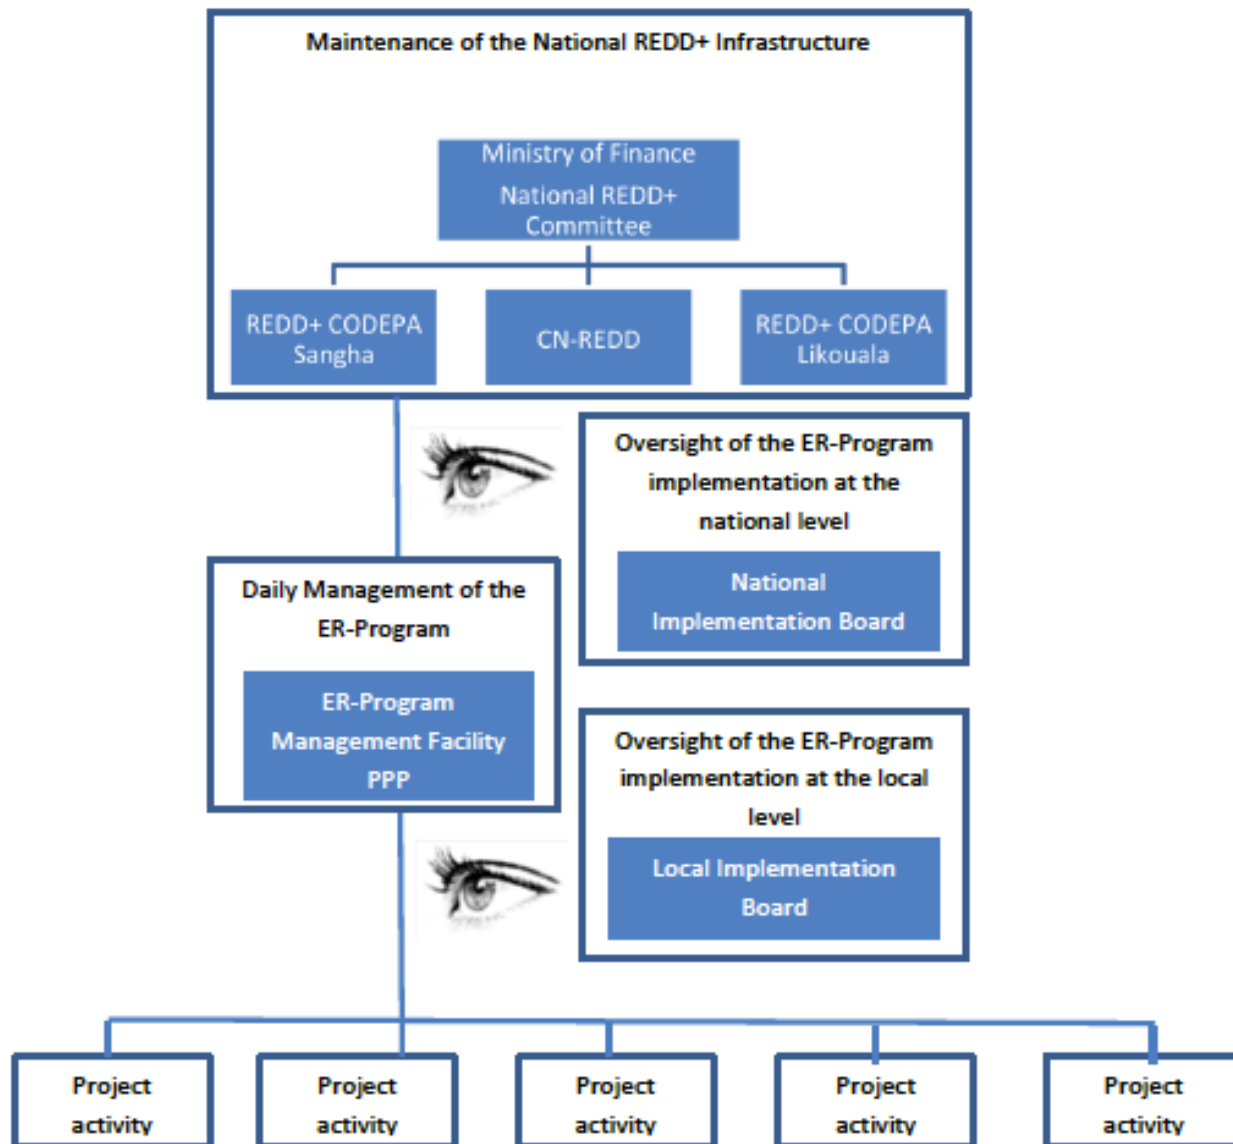 Maintenance of the National REDD+ Infrastructure
Ministry of Finance
National REDD+
Committee
REDD+ CODEPA
Sangha
CN-REDD
REDD+ CODEPA
Likouala
Oversight of the ER-Program
implementation at the
national level
National
Implementation Board
Daily Management of the
ER-Program
ER-Program
Management Facility
PPP
Oversight of the ER-Program
implementation at the local
level
Local Implementation
Board
Project
activity
Project
activity
Project
activity
Project
activity
Project
activity